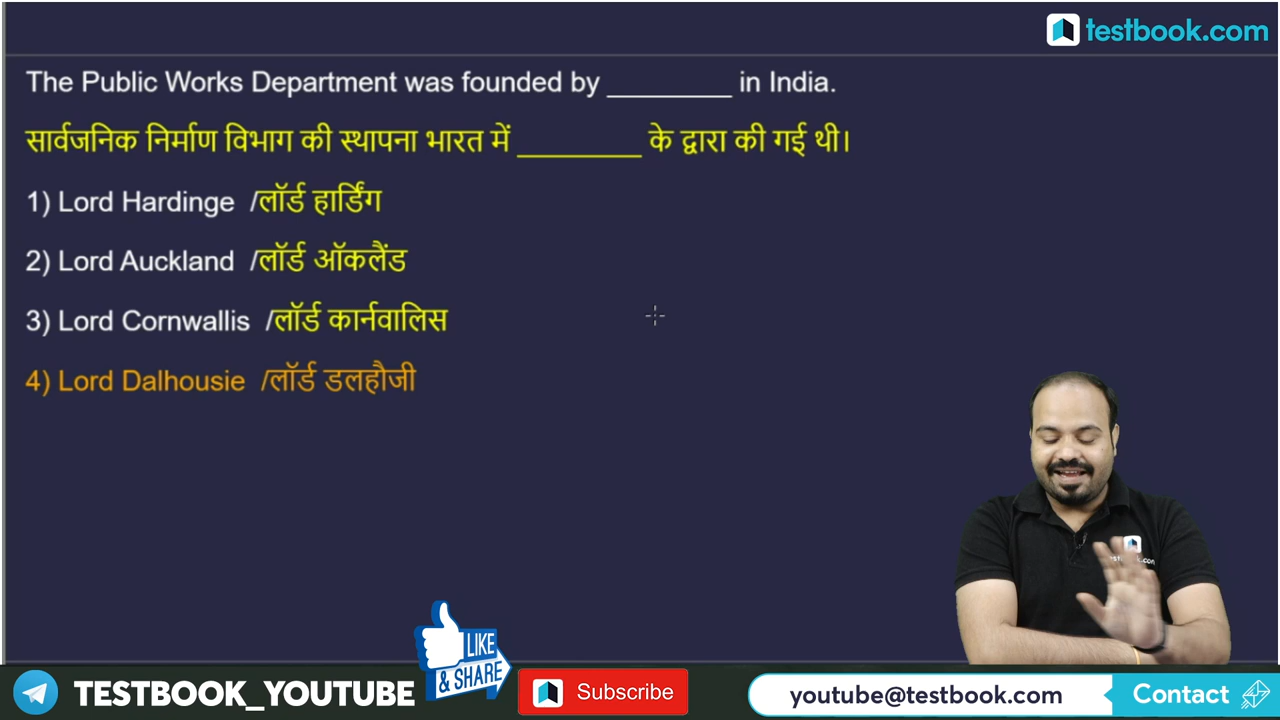 testbook.com
The Public Works Department was founded by ________ in India.
सार्वजनिक निर्माण विभाग की स्थापना भारत में ________ के द्वारा की गई थी।
1) Lord Hardinge /लॉर्ड हार्डिंग
2) Lord Auckland /लॉर्ड ऑकलैंड
3) Lord Cornwallis /लॉर्ड कार्नवालिस
4) Lord Dalhousie /लॉर्ड डलहौजी
LIKE
& SHARE
TESTBOOK_YOUTUBE
Subscribe
youtube@testbook.com
Contact